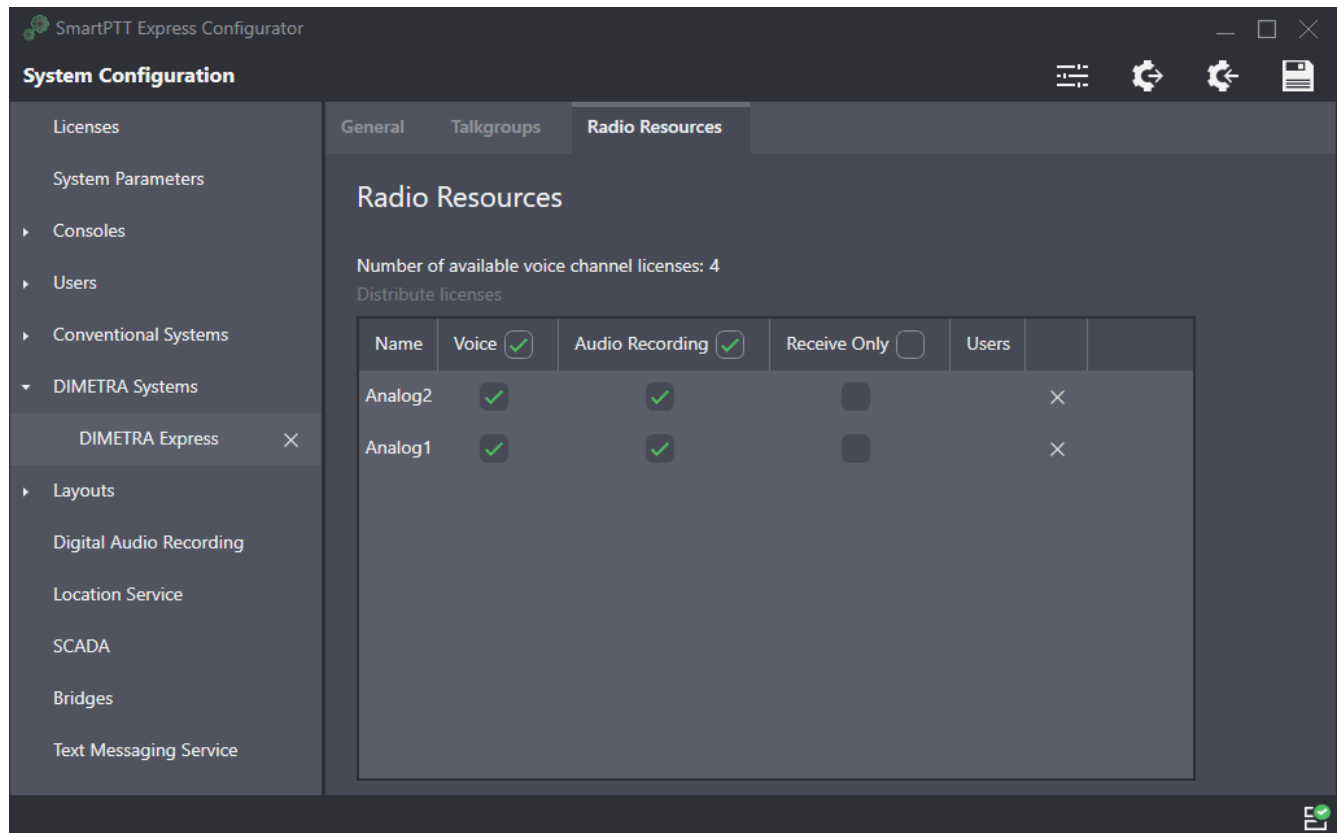 SmartPTT Express Configurator
System Configuration
Licenses
System Parameters
Consoles
Users
Conventional Systems
DIMETRA Systems
DIMETRA Express
Layouts
Digital Audio Recording
Location Service
SCADA
Bridges
Text Messaging Service
General Talkgroups Radio Resources
Radio Resources
Number of available voice channel licenses: 4
Distribute licenses
Name Voice Audio Recording Receive Only Users
Analog2
Analog1